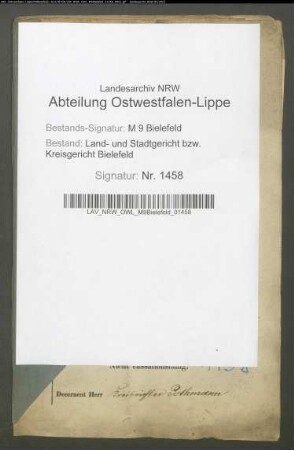 Landesarchiv NRW
Abteilung Ostwestfalen-Lippe
Bestands-Signatur: M 9 Bielefeld
Bestand: Land- und Stadtgericht bzw.
Kreisgericht Bielefeld
Signatur: Nr. 1458
LAV_NRW_OWL_M9Bielefeld_01458
Decernent Herr